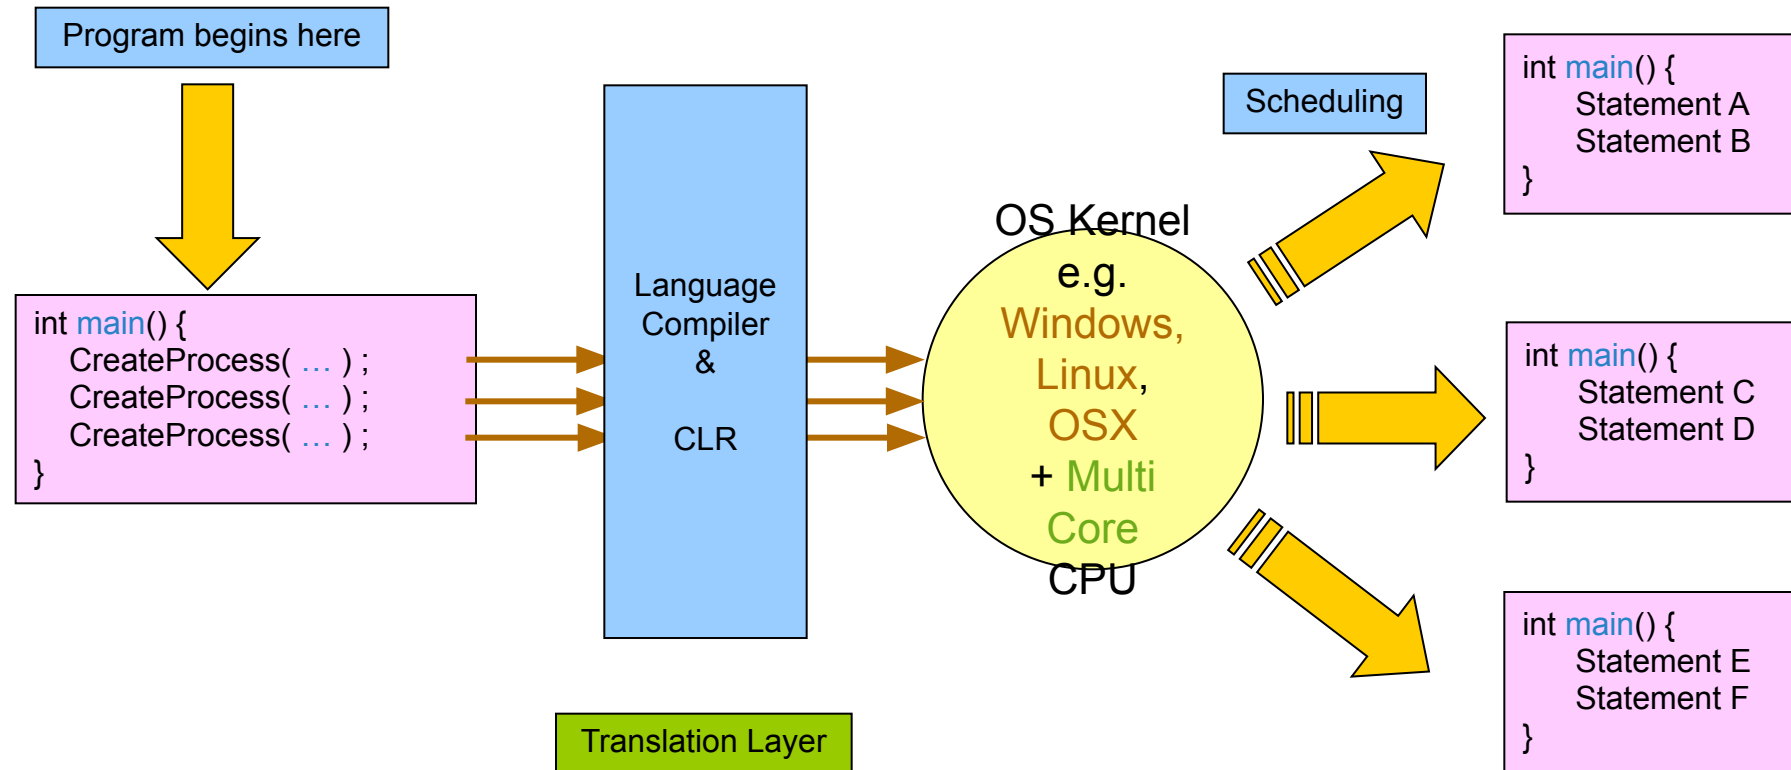 Program begins here
int main() {
CreateProcess( … ) ;
CreateProcess( … ) ;
CreateProcess( … ) ;
}
Language
Compiler
&
CLR
Translation Layer
OS Kernel
e.g.
Windows,
Linux,
OSX
+ Multi
Core
CPU
Scheduling
int main() {
Statement A
Statement B
}
int main() {
Statement C
Statement D
}
int main() {
Statement E
Statement F
}